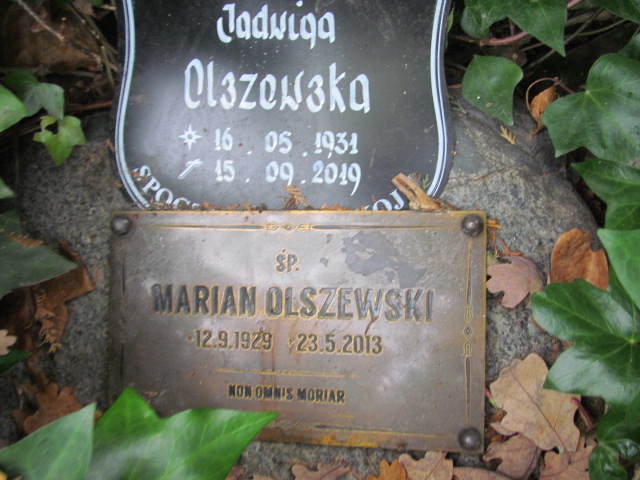 Jadwiga
Olszewska
16.05.1931
15.09.2019
ŚP.
MARIAN OLSZEWSKI
12.9.1929 23.5.2013
NON OMNIS MORIAR